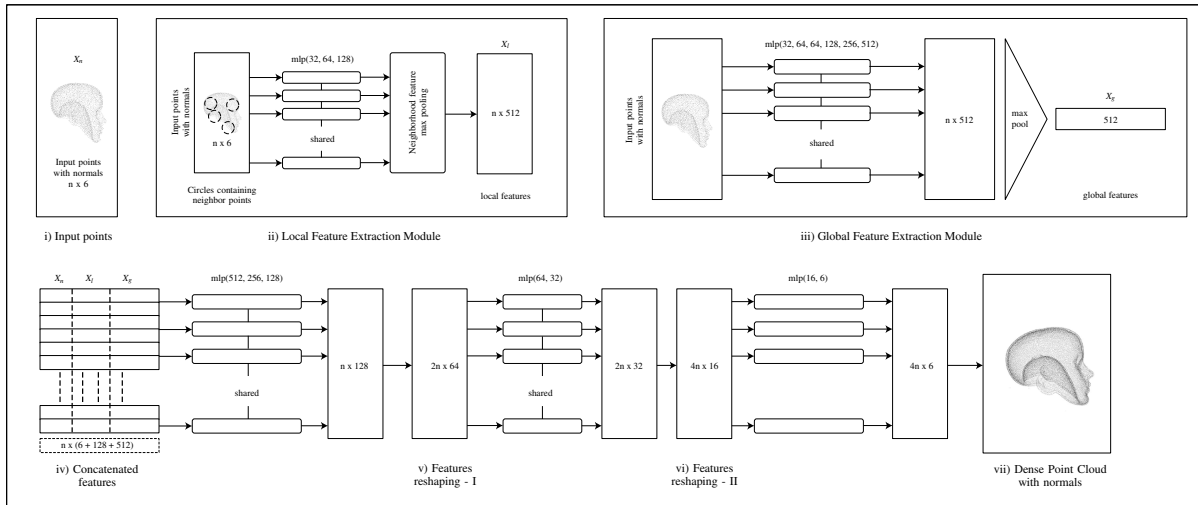 X_n
Input points
with normals
n x 6
i) Input points
Input points
with normals
n x 6
Circles containing
neighbor points
mlp(32, 64, 128)
shared
Neighborhood feature
max pooling
X_l
n x 512
local features
ii) Local Feature Extraction Module
Input points
with normals
mlp(32, 64, 64, 128, 256, 512)
shared
n x 512
max
pool
X_g
512
global features
iii) Global Feature Extraction Module
X_n X_l X_g
n x (6 + 128 + 512)
iv) Concatenated
features
mlp(512, 256, 128)
shared
n x 128
2n x 64
v) Features
reshaping - I
mlp(64, 32)
shared
2n x 32
4n x 16
vi) Features
reshaping - II
mlp(16, 6)
4n x 6
vii) Dense Point Cloud
with normals